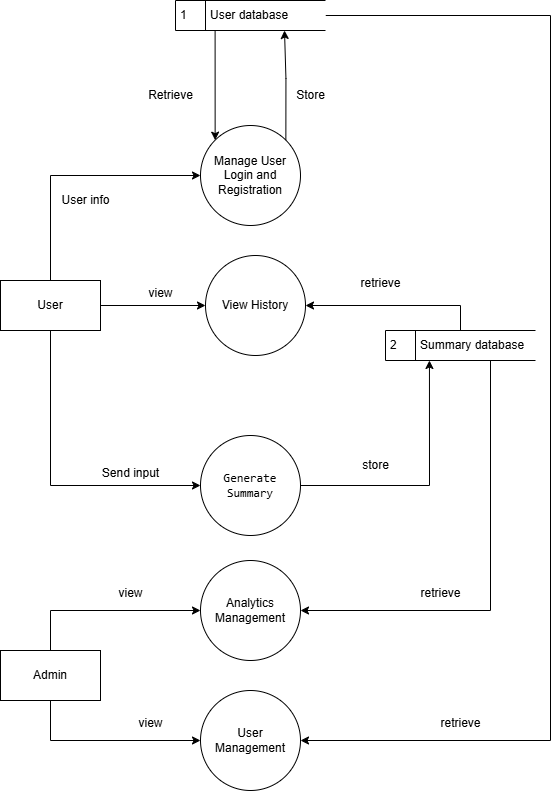 1 User database
Retrieve
Store
Manage User
Login and
Registration
User info
User
view
View History
retrieve
2 Summary database
Send input
Generate
Summary
store
view
Analytics
Management
retrieve
Admin
view
User
Management
retrieve